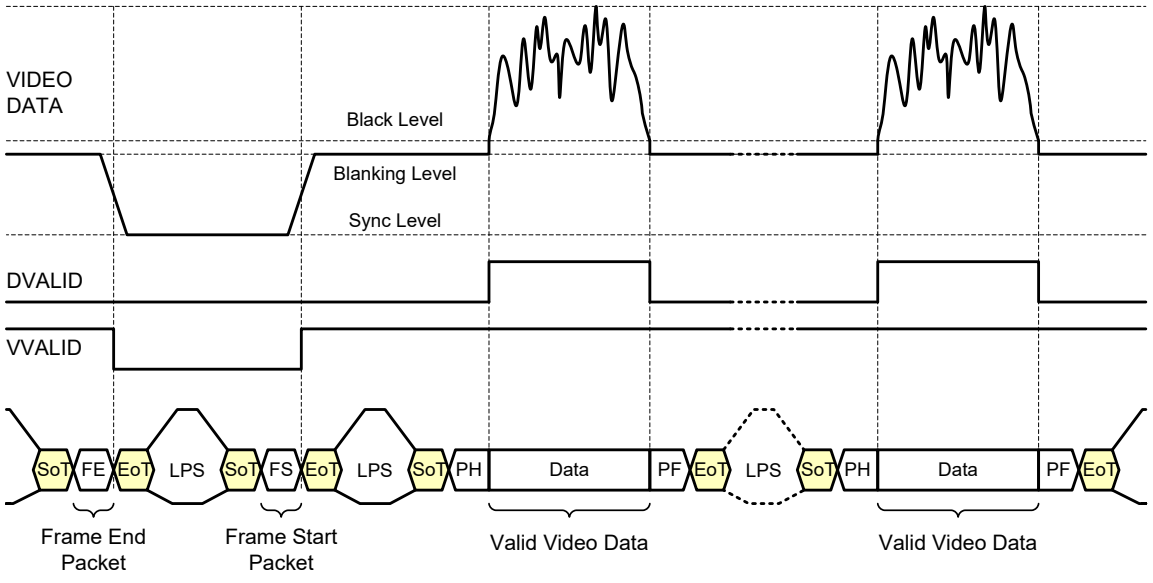 VIDEO
DATA
Black Level
Blanking Level
Sync Level
DVALID
VVALID
SoT FE EoT LPS SoT FS EoT LPS SoT PH Data PF EoT LPS SoT PH Data PF EoT
Frame End
Packet
Frame Start
Packet
Valid Video Data
Valid Video Data